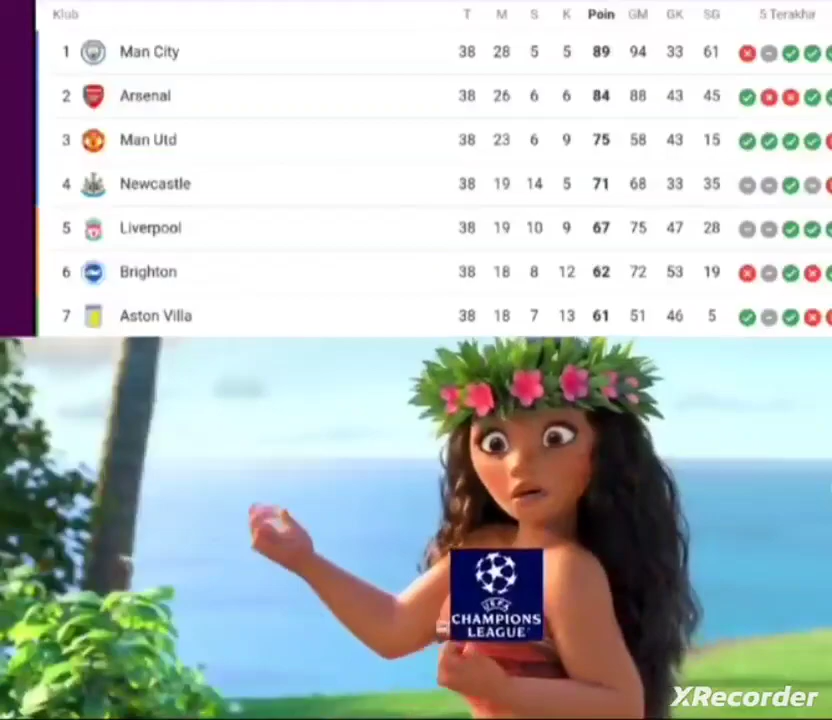 Klub T M S K Poin GM GK SG 5 Terakhir
1 Man City 38 28 5 5 89 94 33 61
2 Arsenal 38 26 6 6 84 88 43 45
3 Man Utd 38 23 6 9 75 58 43 15
4 Newcastle 38 19 14 5 71 68 33 35
5 Liverpool 38 19 10 9 67 75 47 28
6 Brighton 38 18 8 12 62 72 53 19
7 Aston Villa 38 18 7 13 61 51 46 5
UEFA
CHAMPIONS
LEAGUE
XRecorder